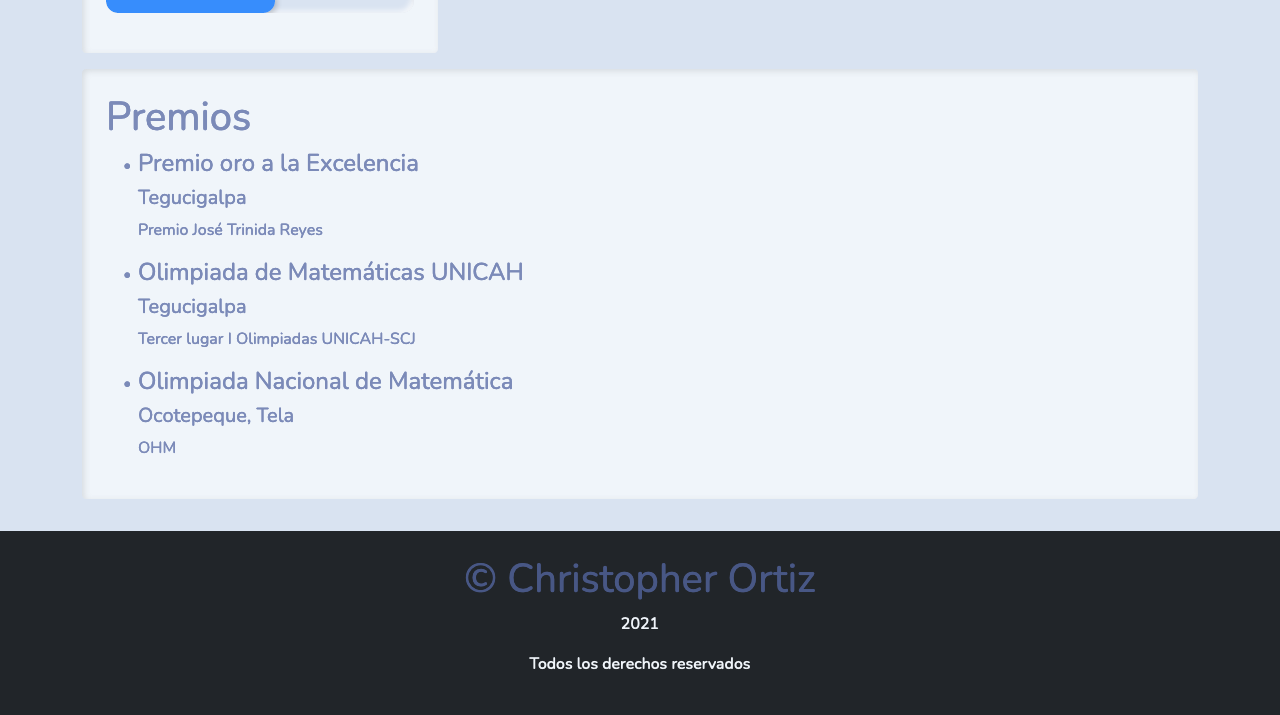 Premios
• Premio oro a la Excelencia
Tegucigalpa
Premio José Trinida Reyes
• Olimpiada de Matemáticas UNICAH
Tegucigalpa
Tercer lugar I Olimpiadas UNICAH-SCJ
• Olimpiada Nacional de Matemática
Ocotepeque, Tela
OHM
© Christopher Ortiz
2021
Todos los derechos reservados